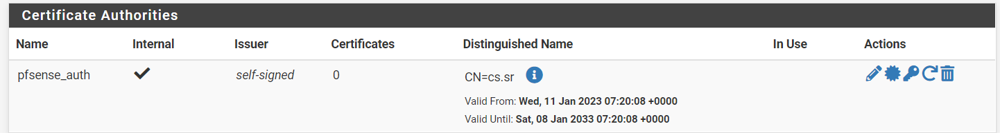 Certificate Authorities
Name Internal Issuer Certificates Distinguished Name In Use Actions
pfsense_auth self-signed 0 CN=cs.sr
Valid From: Wed, 11 Jan 2023 07:20:08 +0000
Valid Until: Sat, 08 Jan 2033 07:20:08 +0000